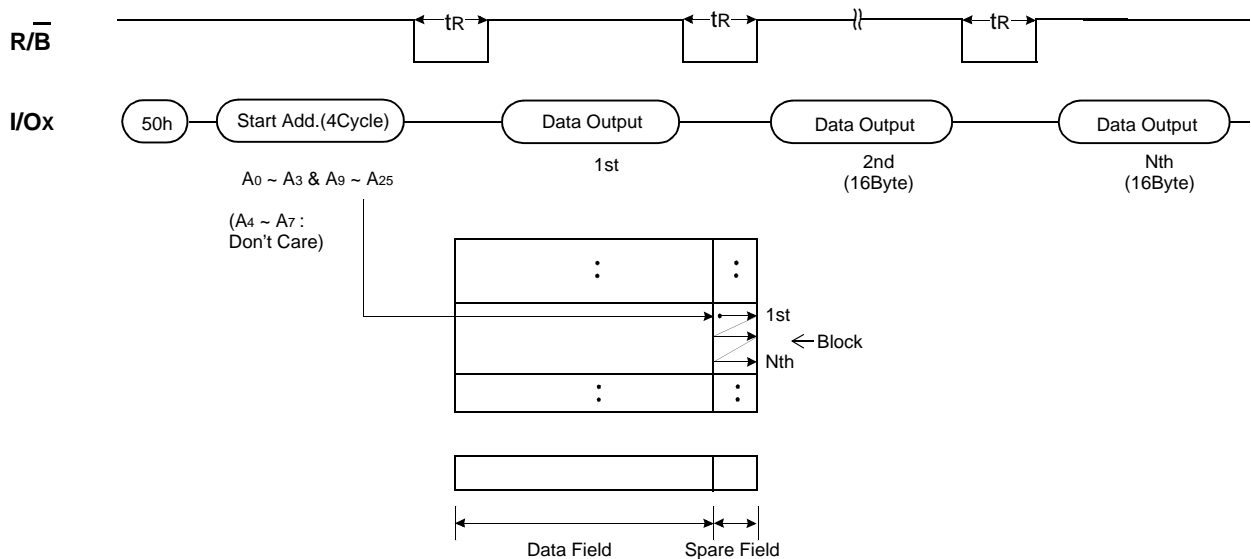 R/B
tR
tR
tR
I/Ox
50h
Start Add.(4Cycle)
Data Output
Data Output
Data Output
A0 ~ A3 & A9 ~ A25
1st
2nd
(16Byte)
Nth
(16Byte)
(A4 ~ A7 :
Don't Care)
:
:
1st
Block
Nth
:
:
Data Field
Spare Field